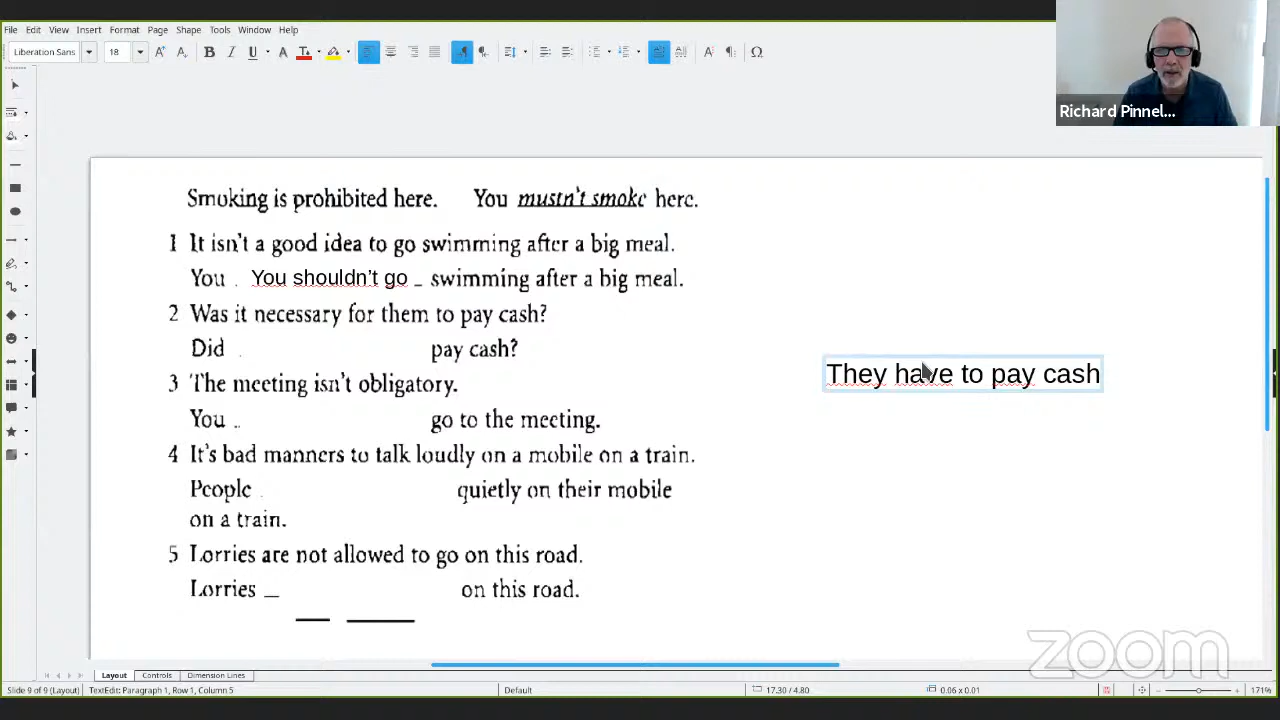 File Edit View Insert Format Page Shape Tools Window Help
Liberation Sans 18
Richard Pinnel...
Smoking is prohibited here. You mustn't smoke here.
1 It isn't a good idea to go swimming after a big meal.
You . You shouldn't go _ swimming after a big meal.
2 Was it necessary for them to pay cash?
Did . pay cash?
They have to pay cash
3 The meeting isn't obligatory.
You .. go to the meeting.
4 It's bad manners to talk loudly on a mobile on a train.
People . quietly on their mobile
on a train.
5 Lorries are not allowed to go on this road.
Lorries _ on this road.
zoom
Layout Controls Dimension Lines
Slide 9 of 9 (Layout) TextEdit: Paragraph 1, Row 1, Column 5 Default 17.30 / 4.80 0.06 x 0.01 171%